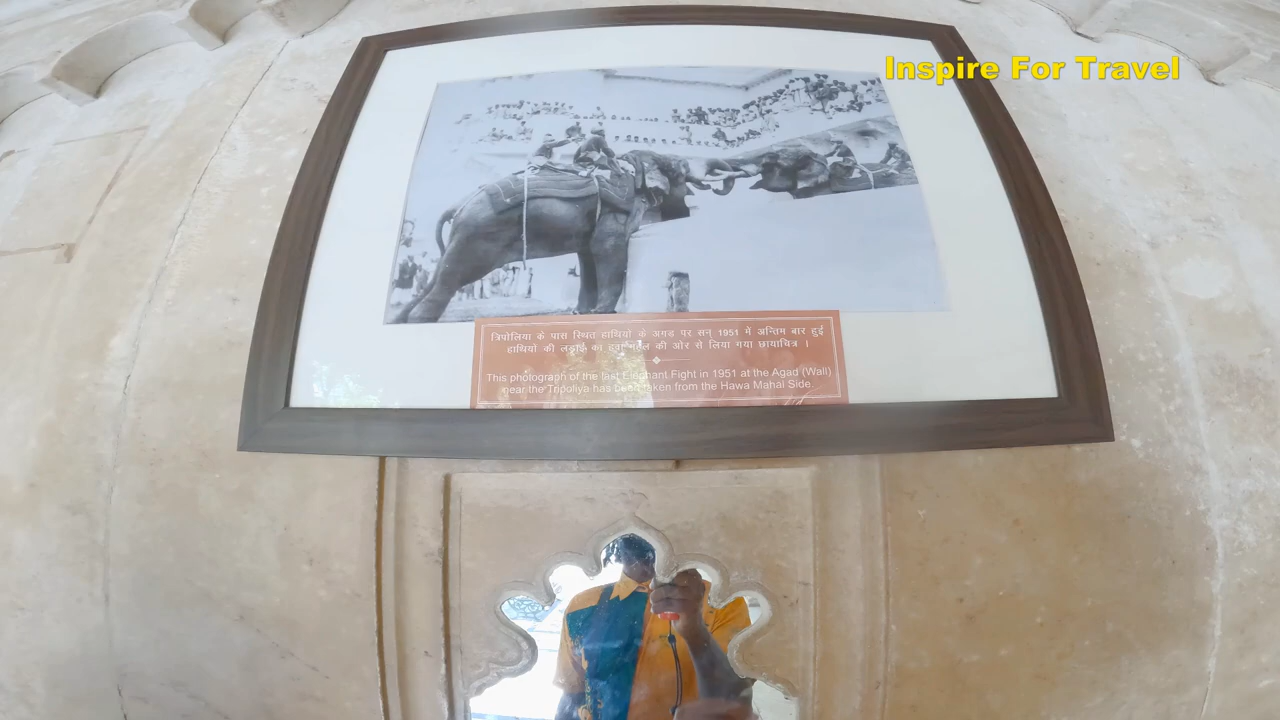 Inspire For Travel
त्रिपोलिया के पास स्थित हाथियों के अगड पर सन् 1951 में अन्तिम बार हुई
हाथियों की लड़ाई का हवा महल की ओर से लिया गया छायाचित्र ।
This photograph of the last Elephant Fight in 1951 at the Agad (Wall)
near the Tripoliya has been taken from the Hawa Mahal Side.